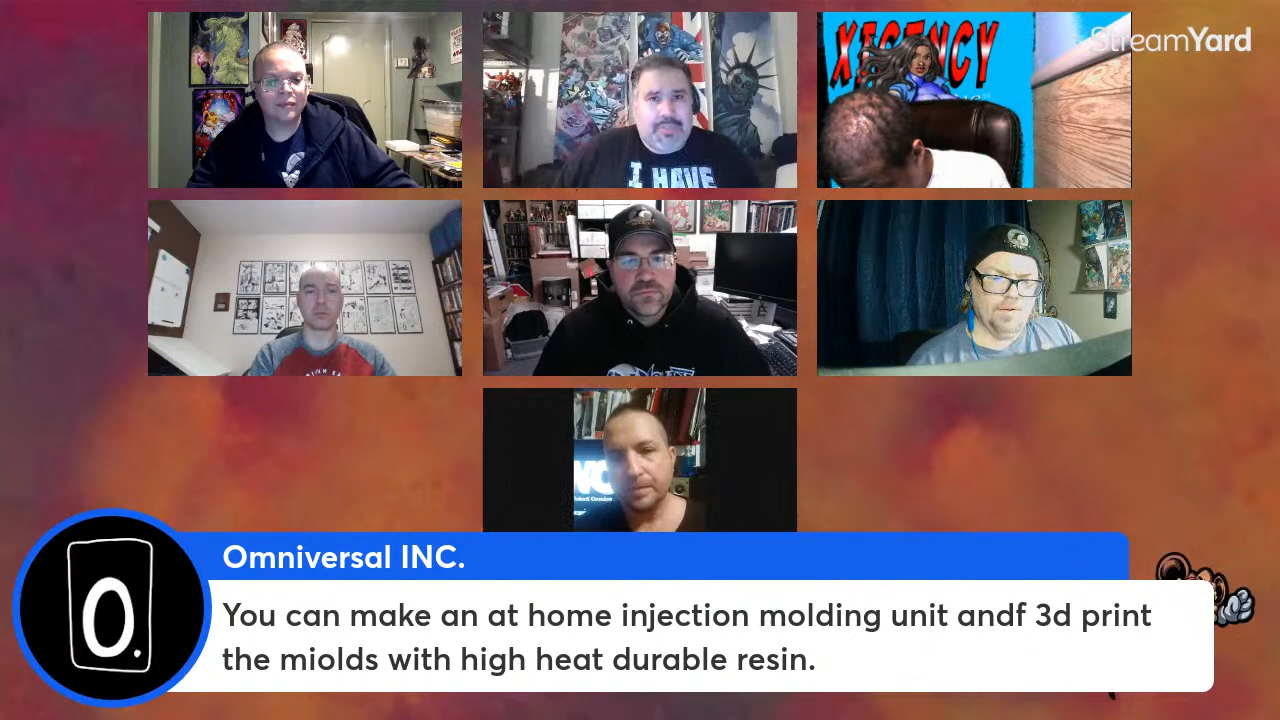 StreamYard
I HAVE
Omniversal INC.
You can make an at home injection molding unit andf 3d print
the miolds with high heat durable resin.